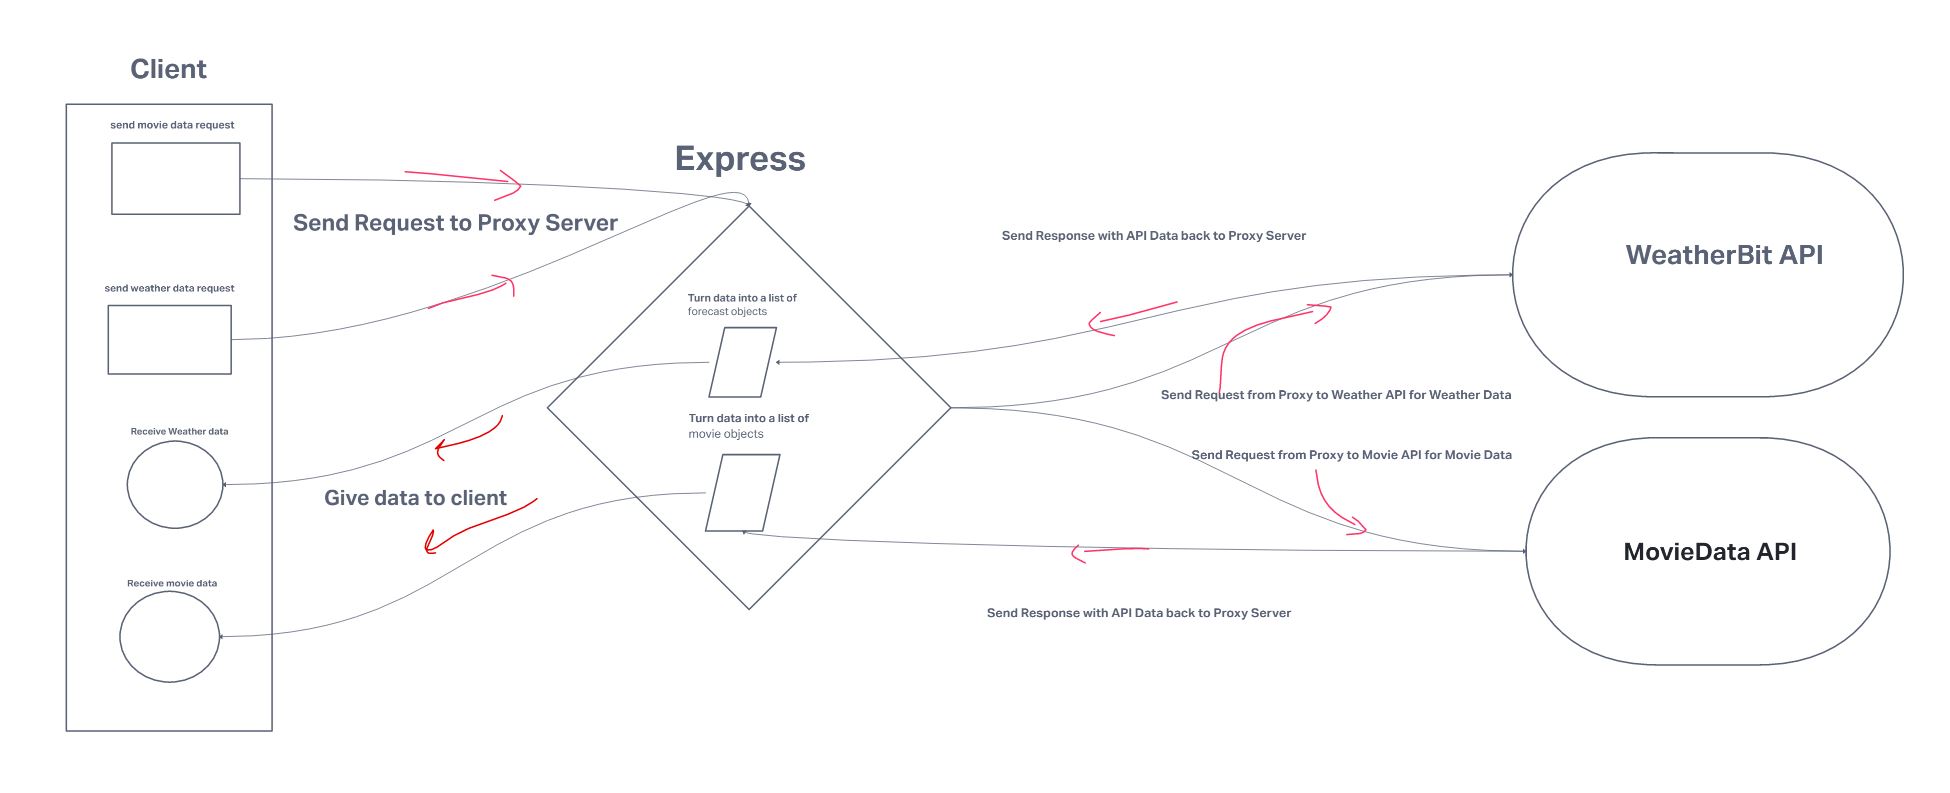 Client
send movie data request
Express
Send Request to Proxy Server
Send Response with API Data back to Proxy Server
WeatherBit API
send weather data request
Turn data into a list of
forecast objects
Send Request from Proxy to Weather API for Weather Data
Turn data into a list of
movie objects
Receive Weather data
Send Request from Proxy to Movie API for Movie Data
Give data to client
MovieData API
Receive movie data
Send Response with API Data back to Proxy Server